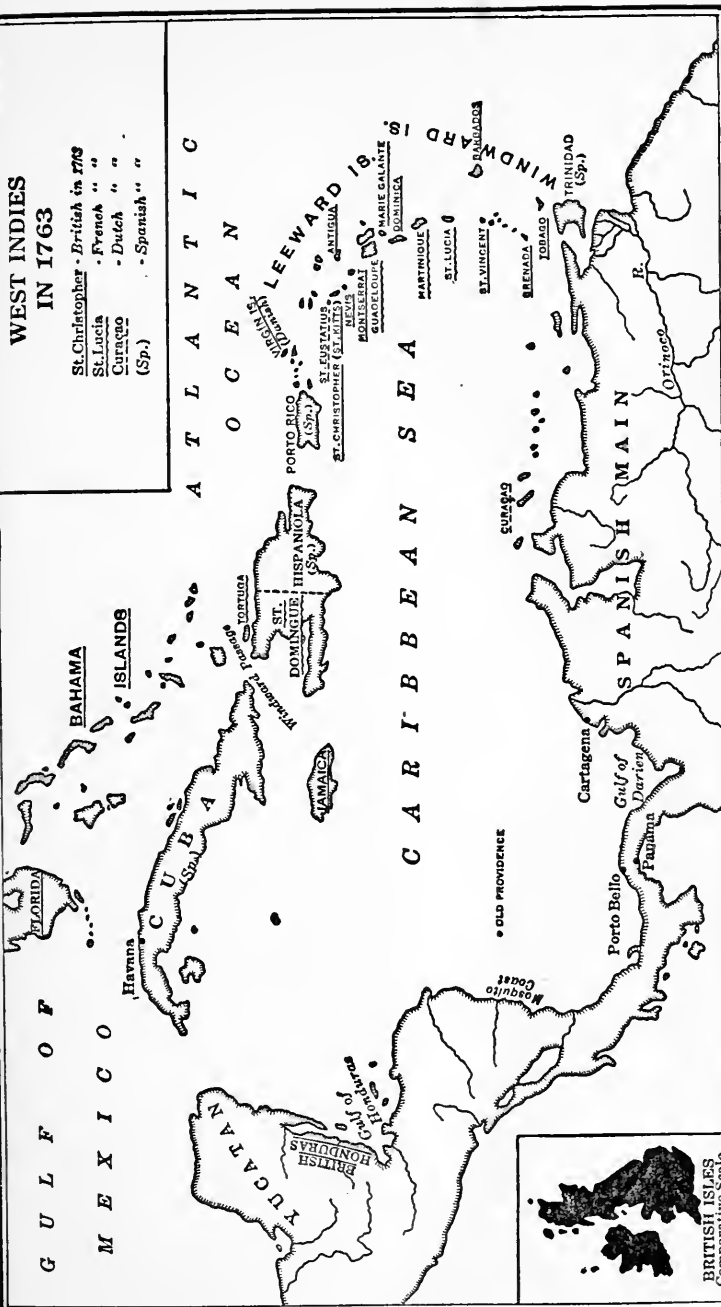 WEST INDIES
IN 1763
St. Christopher - British in 1763
St. Lucia - French " "
Curaçao - Dutch " "
(Sp.) - Spanish " "
GULF OF
MEXICO
FLORIDA
BAHAMA
ISLANDS
ATLANTIC
OCEAN
Havana
CUBA
(Sp.)
Windward Passage
TORTUGA
ST.
DOMINGUE
HISPANIOLA
(Sp.)
PORTO RICO
(Sp.)
VIRGIN IS.
(Danish)
LEEWARD IS.
WINDWARD IS.
ST. EUSTATIUS
ST. CHRISTOPHER (ST. KITTS)
NEVIS
MONTSERRAT
GUADELOUPE
ANTIGUA
MARIE GALANTE
DOMINICA
MARTINIQUE
ST. LUCIA
ST. VINCENT
BARBADOS
GRENADA
TOBAGO
TRINIDAD
(Sp.)
JAMAICA
CARIBBEAN SEA
YUCATAN
BRITISH
HONDURAS
Gulf of
Honduras
Mosquito
Coast
OLD PROVIDENCE
CURAÇAO
Cartagena
Gulf of
Darien
Porto Bello
Panama
SPANISH MAIN
Orinoco R.
BRITISH ISLES
Comparative Scale